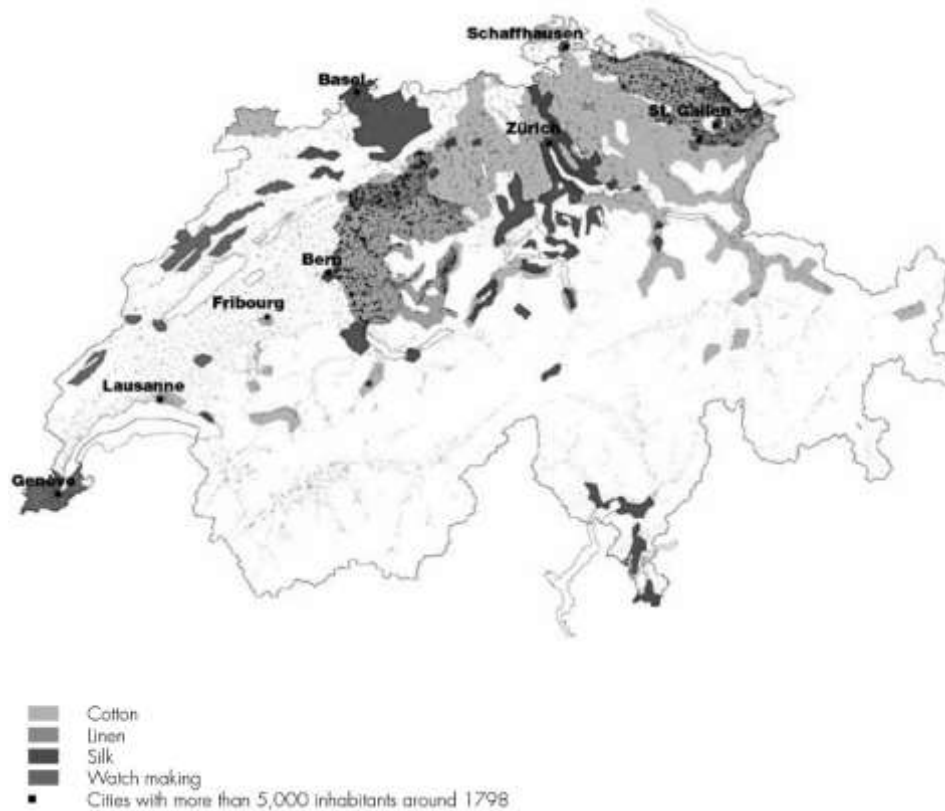 Schaffhausen
Basel
St. Gallen
Zürich
Bern
Fribourg
Lausanne
Genève
Cotton
Linen
Silk
Watch making
Cities with more than 5,000 inhabitants around 1798